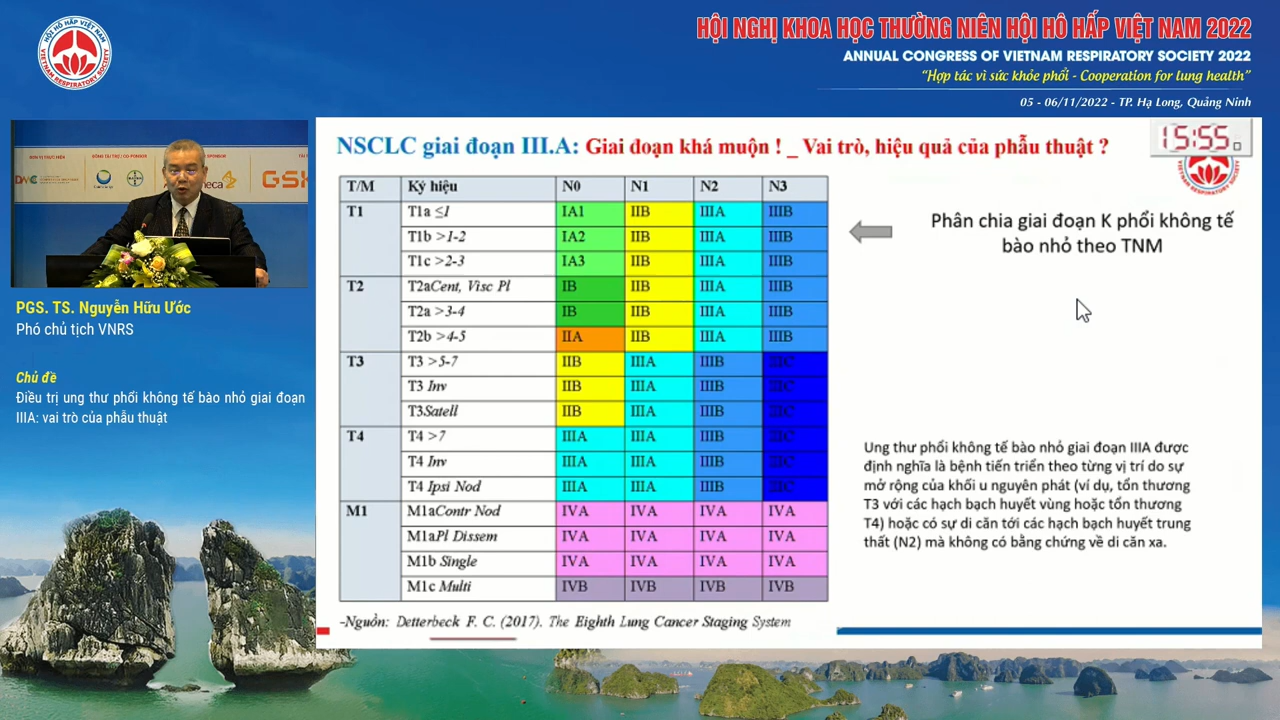 HỘI HÔ HẤP VIỆT NAM
VIETNAM RESPIRATORY SOCIETY
HỘI NGHỊ KHOA HỌC THƯỜNG NIÊN HỘI HÔ HẤP VIỆT NAM 2022
ANNUAL CONGRESS OF VIETNAM RESPIRATORY SOCIETY 2022
“Hợp tác vì sức khỏe phổi - Cooperation for lung health”
05 - 06/11/2022 - TP. Hạ Long, Quảng Ninh
PGS. TS. Nguyễn Hữu Ước
Phó chủ tịch VNRS
Chủ đề
Điều trị ung thư phổi không tế bào nhỏ giai đoạn
IIIA: vai trò của phẫu thuật
NSCLC giai đoạn III.A: Giai đoạn khá muộn ! _ Vai trò, hiệu quả của phẫu thuật ?
15:55
T/M Ký hiệu N0 N1 N2 N3
T1 T1a ≤1 IA1 IIB IIIA IIIB
T1b >1-2 IA2 IIB IIIA IIIB
T1c >2-3 IA3 IIB IIIA IIIB
T2 T2aCent, Visc Pl IB IIB IIIA IIIB
T2a >3-4 IB IIB IIIA IIIB
T2b >4-5 IIA IIB IIIA IIIB
T3 T3 >5-7 IIB IIIA IIIB IIIC
T3 Inv IIB IIIA IIIB IIIC
T3Satell IIB IIIA IIIB IIIC
T4 T4 >7 IIIA IIIA IIIB IIIC
T4 Inv IIIA IIIA IIIB IIIC
T4 Ipsi Nod IIIA IIIA IIIB IIIC
M1 M1aContr Nod IVA IVA IVA IVA
M1aPl Dissem IVA IVA IVA IVA
M1b Single IVA IVA IVA IVA
M1c Multi IVB IVB IVB IVB
-Nguồn: Detterbeck F. C. (2017). The Eighth Lung Cancer Staging System
Phân chia giai đoạn K phổi không tế
bào nhỏ theo TNM
Ung thư phổi không tế bào nhỏ giai đoạn IIIA được
định nghĩa là bệnh tiến triển theo từng vị trí do sự
mở rộng của khối u nguyên phát (ví dụ, tổn thương
T3 với các hạch bạch huyết vùng hoặc tổn thương
T4) hoặc có sự di căn tới các hạch bạch huyết trung
thất (N2) mà không có bằng chứng về di căn xa.